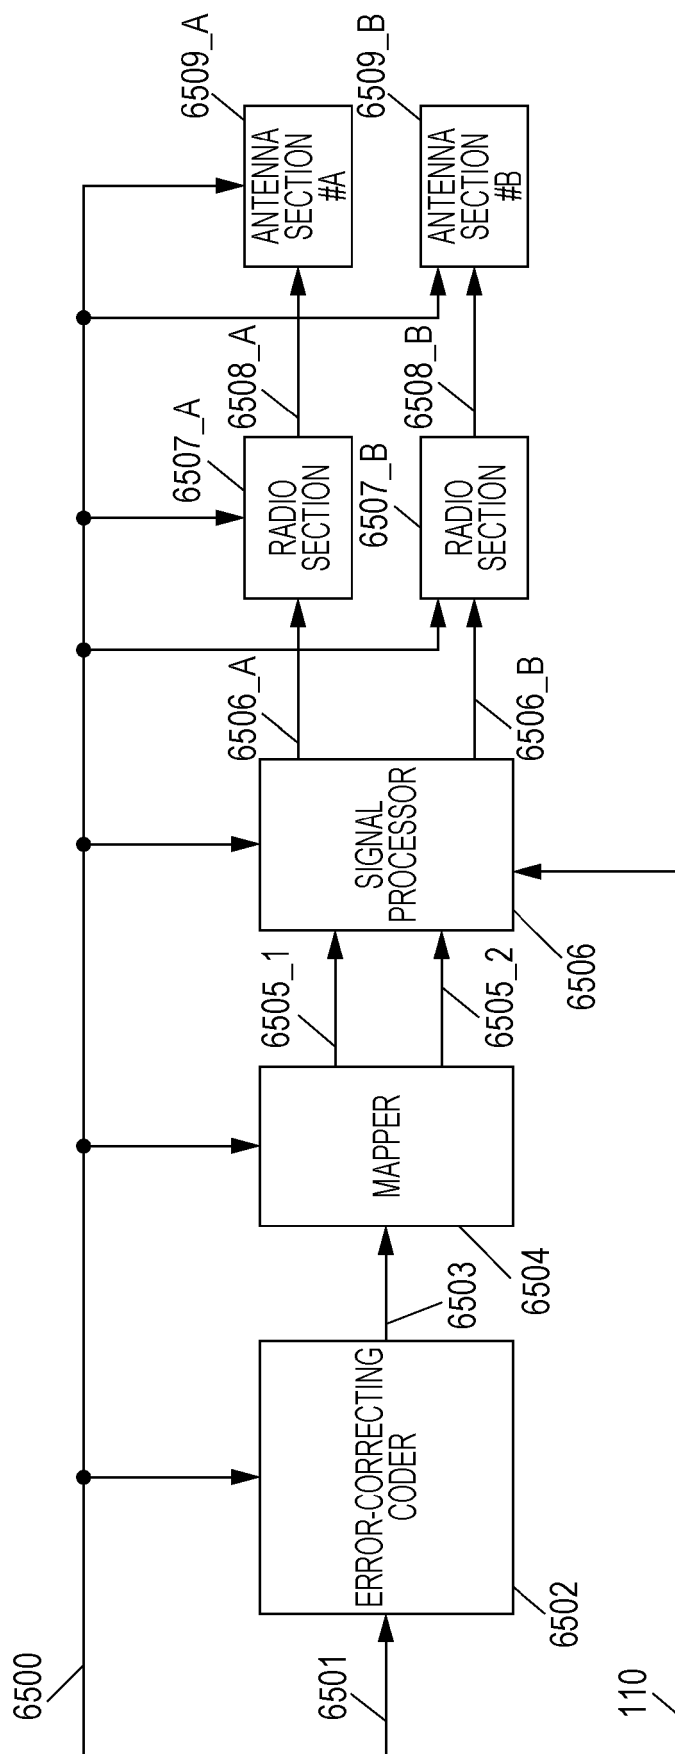 6500
6501
ERROR-CORRECTING
CODER
6502
6503
MAPPER
6504
6505_1
6505_2
SIGNAL
PROCESSOR
6506
6506_A
6506_B
RADIO
SECTION
6507_A
RADIO
SECTION
6507_B
6508_A
6508_B
ANTENNA
SECTION
#A
6509_A
ANTENNA
SECTION
#B
6509_B
110